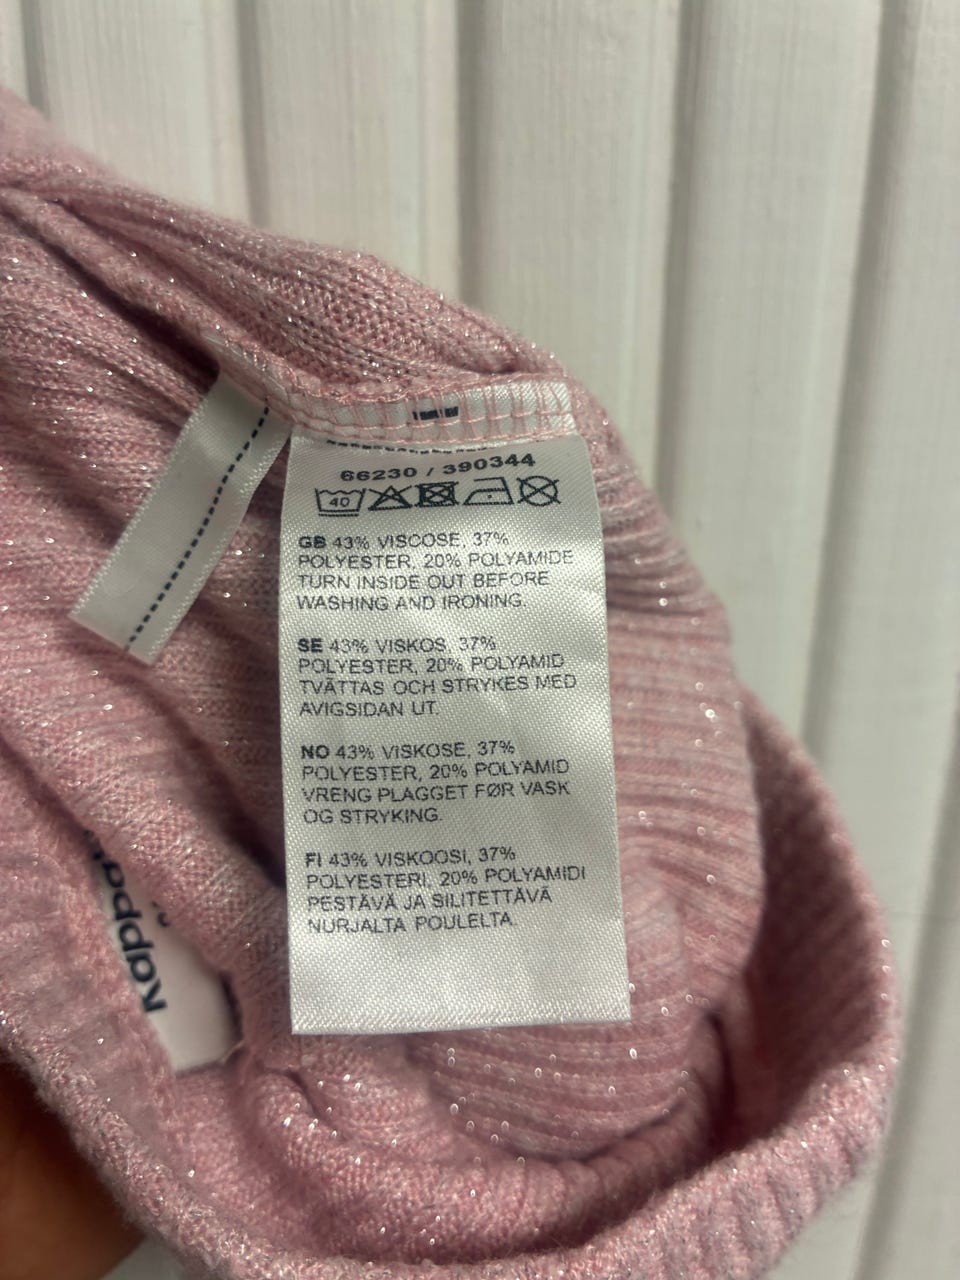 66230 / 390344
40
GB 43% VISCOSE, 37%
POLYESTER, 20% POLYAMIDE
TURN INSIDE OUT BEFORE
WASHING AND IRONING.
SE 43% VISKOS, 37%
POLYESTER, 20% POLYAMID
TVÄTTAS OCH STRYKES MED
AVIGSIDAN UT.
NO 43% VISKOSE, 37%
POLYESTER, 20% POLYAMID
VRENG PLAGGET FØR VASK
OG STRYKING.
FI 43% VISKOOSI, 37%
POLYESTERI, 20% POLYAMIDI
PESTÄVÄ JA SILITETTÄVÄ
NURJALTA POULELTA.